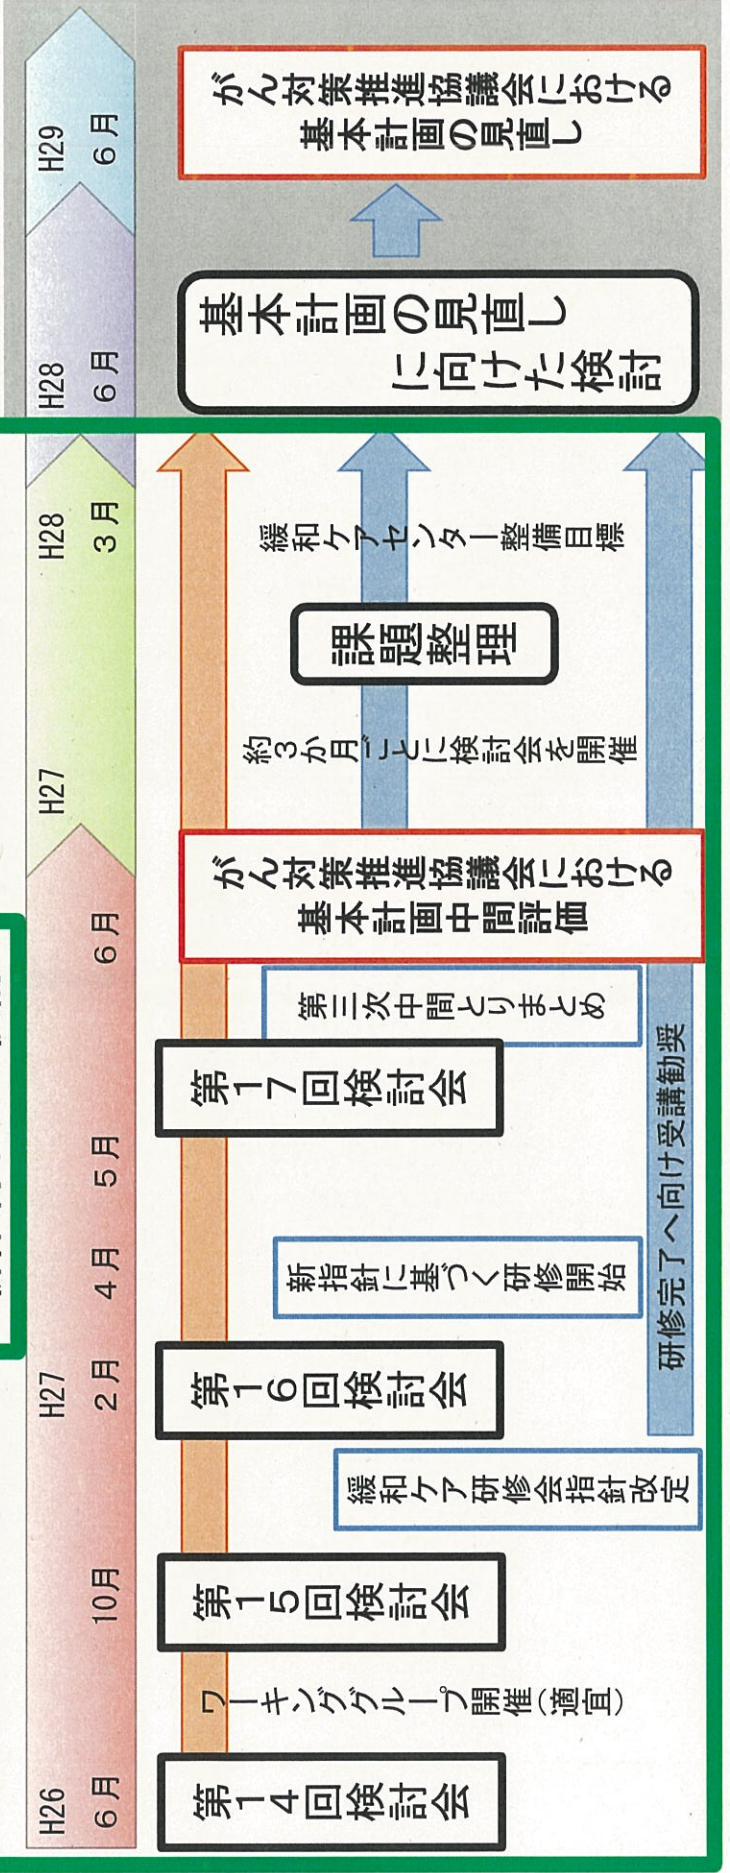 H26
6月
10月
H27
2月
4月
5月
6月
H27
H28
3月
H28
6月
H29
6月
第14回検討会
ワーキンググループ開催(適宜)
第15回検討会
緩和ケア研修会指針改定
第16回検討会
新指針に基づく研修開始
研修完了へ向け受講勧奨
第17回検討会
第三次中間とりまとめ
がん対策推進協議会における
基本計画中間評価
約3か月ごとに検討会を開催
課題整理
緩和ケアセンター整備目標
基本計画の見直し
に向けた検討
がん対策推進協議会における
基本計画の見直し